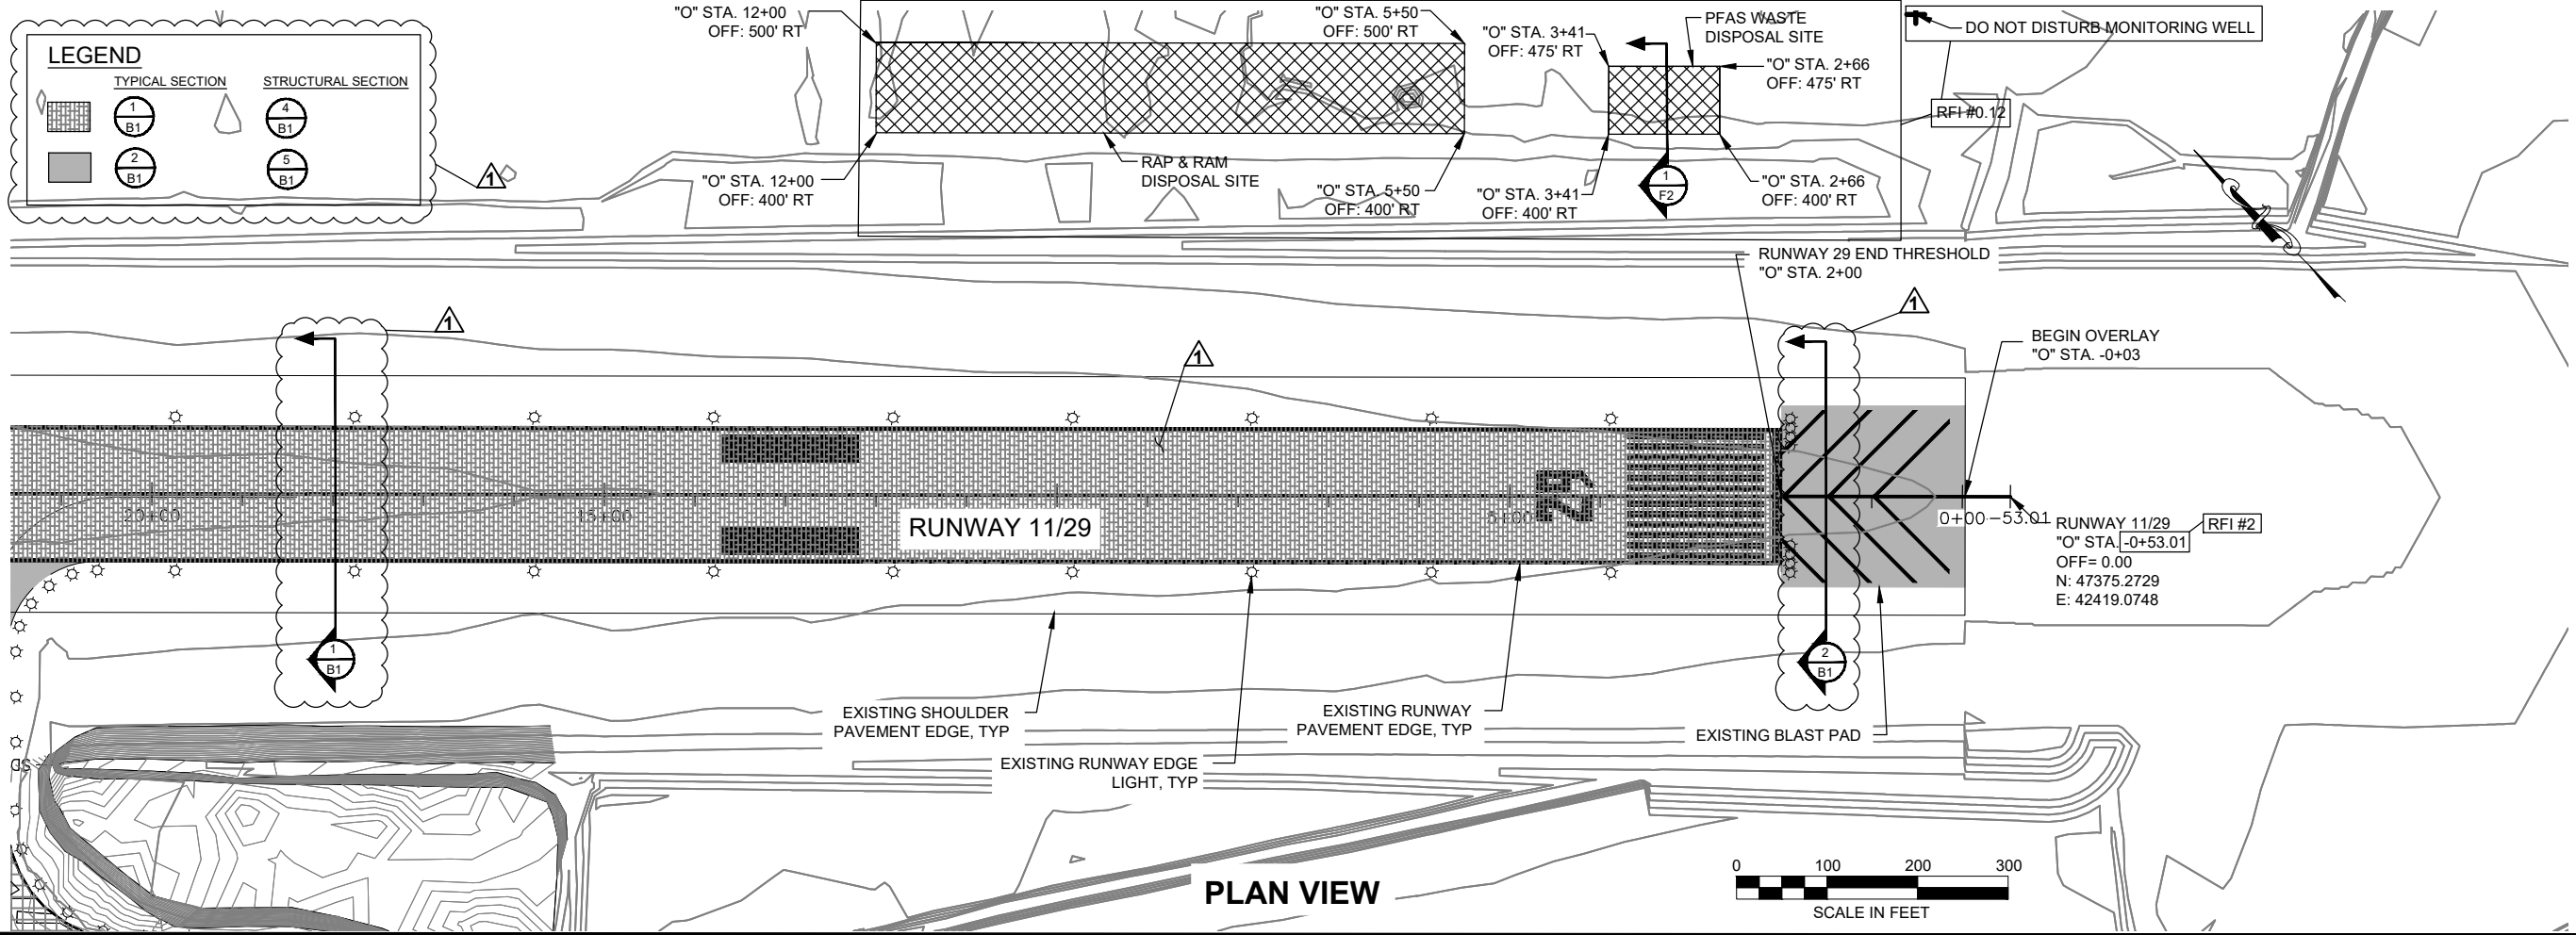 LEGEND
TYPICAL SECTION
STRUCTURAL SECTION
1
B1
4
B1
2
B1
5
B1
1
"O" STA. 12+00
OFF: 500' RT
"O" STA. 5+50
OFF: 500' RT
"O" STA. 3+41
OFF: 475' RT
PFAS WASTE
DISPOSAL SITE
"O" STA. 2+66
OFF: 475' RT
DO NOT DISTURB MONITORING WELL
RFI #0.12
RAP & RAM
DISPOSAL SITE
"O" STA. 12+00
OFF: 400' RT
"O" STA. 5+50
OFF: 400' RT
"O" STA. 3+41
OFF: 400' RT
1
F2
"O" STA. 2+66
OFF: 400' RT
RUNWAY 29 END THRESHOLD
"O" STA. 2+00
1
1
1
BEGIN OVERLAY
"O" STA. -0+03
20+00
15+00
RUNWAY 11/29
5+00
29
0+00
-53.01
RUNWAY 11/29
"O" STA. -0+53.01
RFI #2
OFF= 0.00
N: 47375.2729
E: 42419.0748
1
B1
2
B1
EXISTING SHOULDER
PAVEMENT EDGE, TYP
EXISTING RUNWAY
PAVEMENT EDGE, TYP
EXISTING BLAST PAD
EXISTING RUNWAY EDGE
LIGHT, TYP
SD
PLAN VIEW
0 100 200 300
SCALE IN FEET